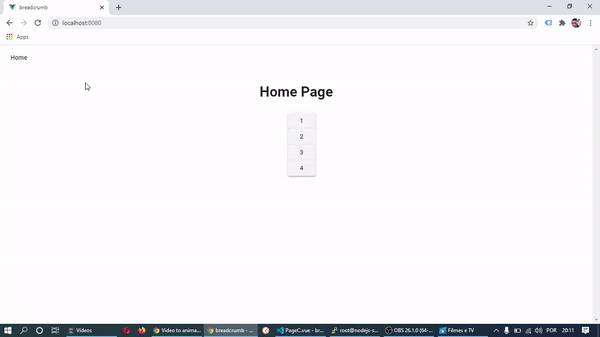 breadcrumb
localhost:8080
Apps
Home
Home Page
1
2
3
4
Vídeos
Video to anima...
breadcrumb - ...
PageC.vue - br...
root@nodejs-s...
OBS 26.1.0 (64-...
Filmes e TV
POR
20:11